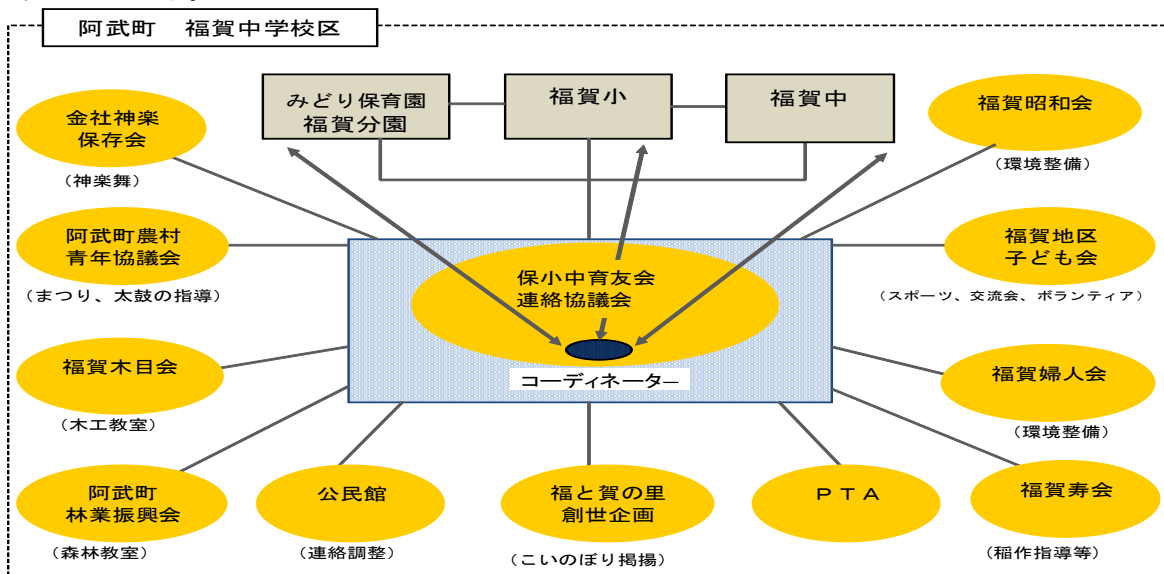 阿武町　福賀中学校区
みどり保育園
福賀分園
福賀小
福賀中
金社神楽
保存会
(神楽舞)
福賀昭和会
(環境整備)
阿武町農村
青年協議会
(まつり、太鼓の指導)
福賀地区
子ども会
(スポーツ、交流会、ボランティア)
保小中育友会
連絡協議会
コーディネーター
福賀木目会
(木工教室)
福賀婦人会
(環境整備)
阿武町
林業振興会
(森林教室)
公民館
(連絡調整)
福と賀の里
創世企画
(こいのぼり掲揚)
ＰＴＡ
福賀寿会
(稲作指導等)